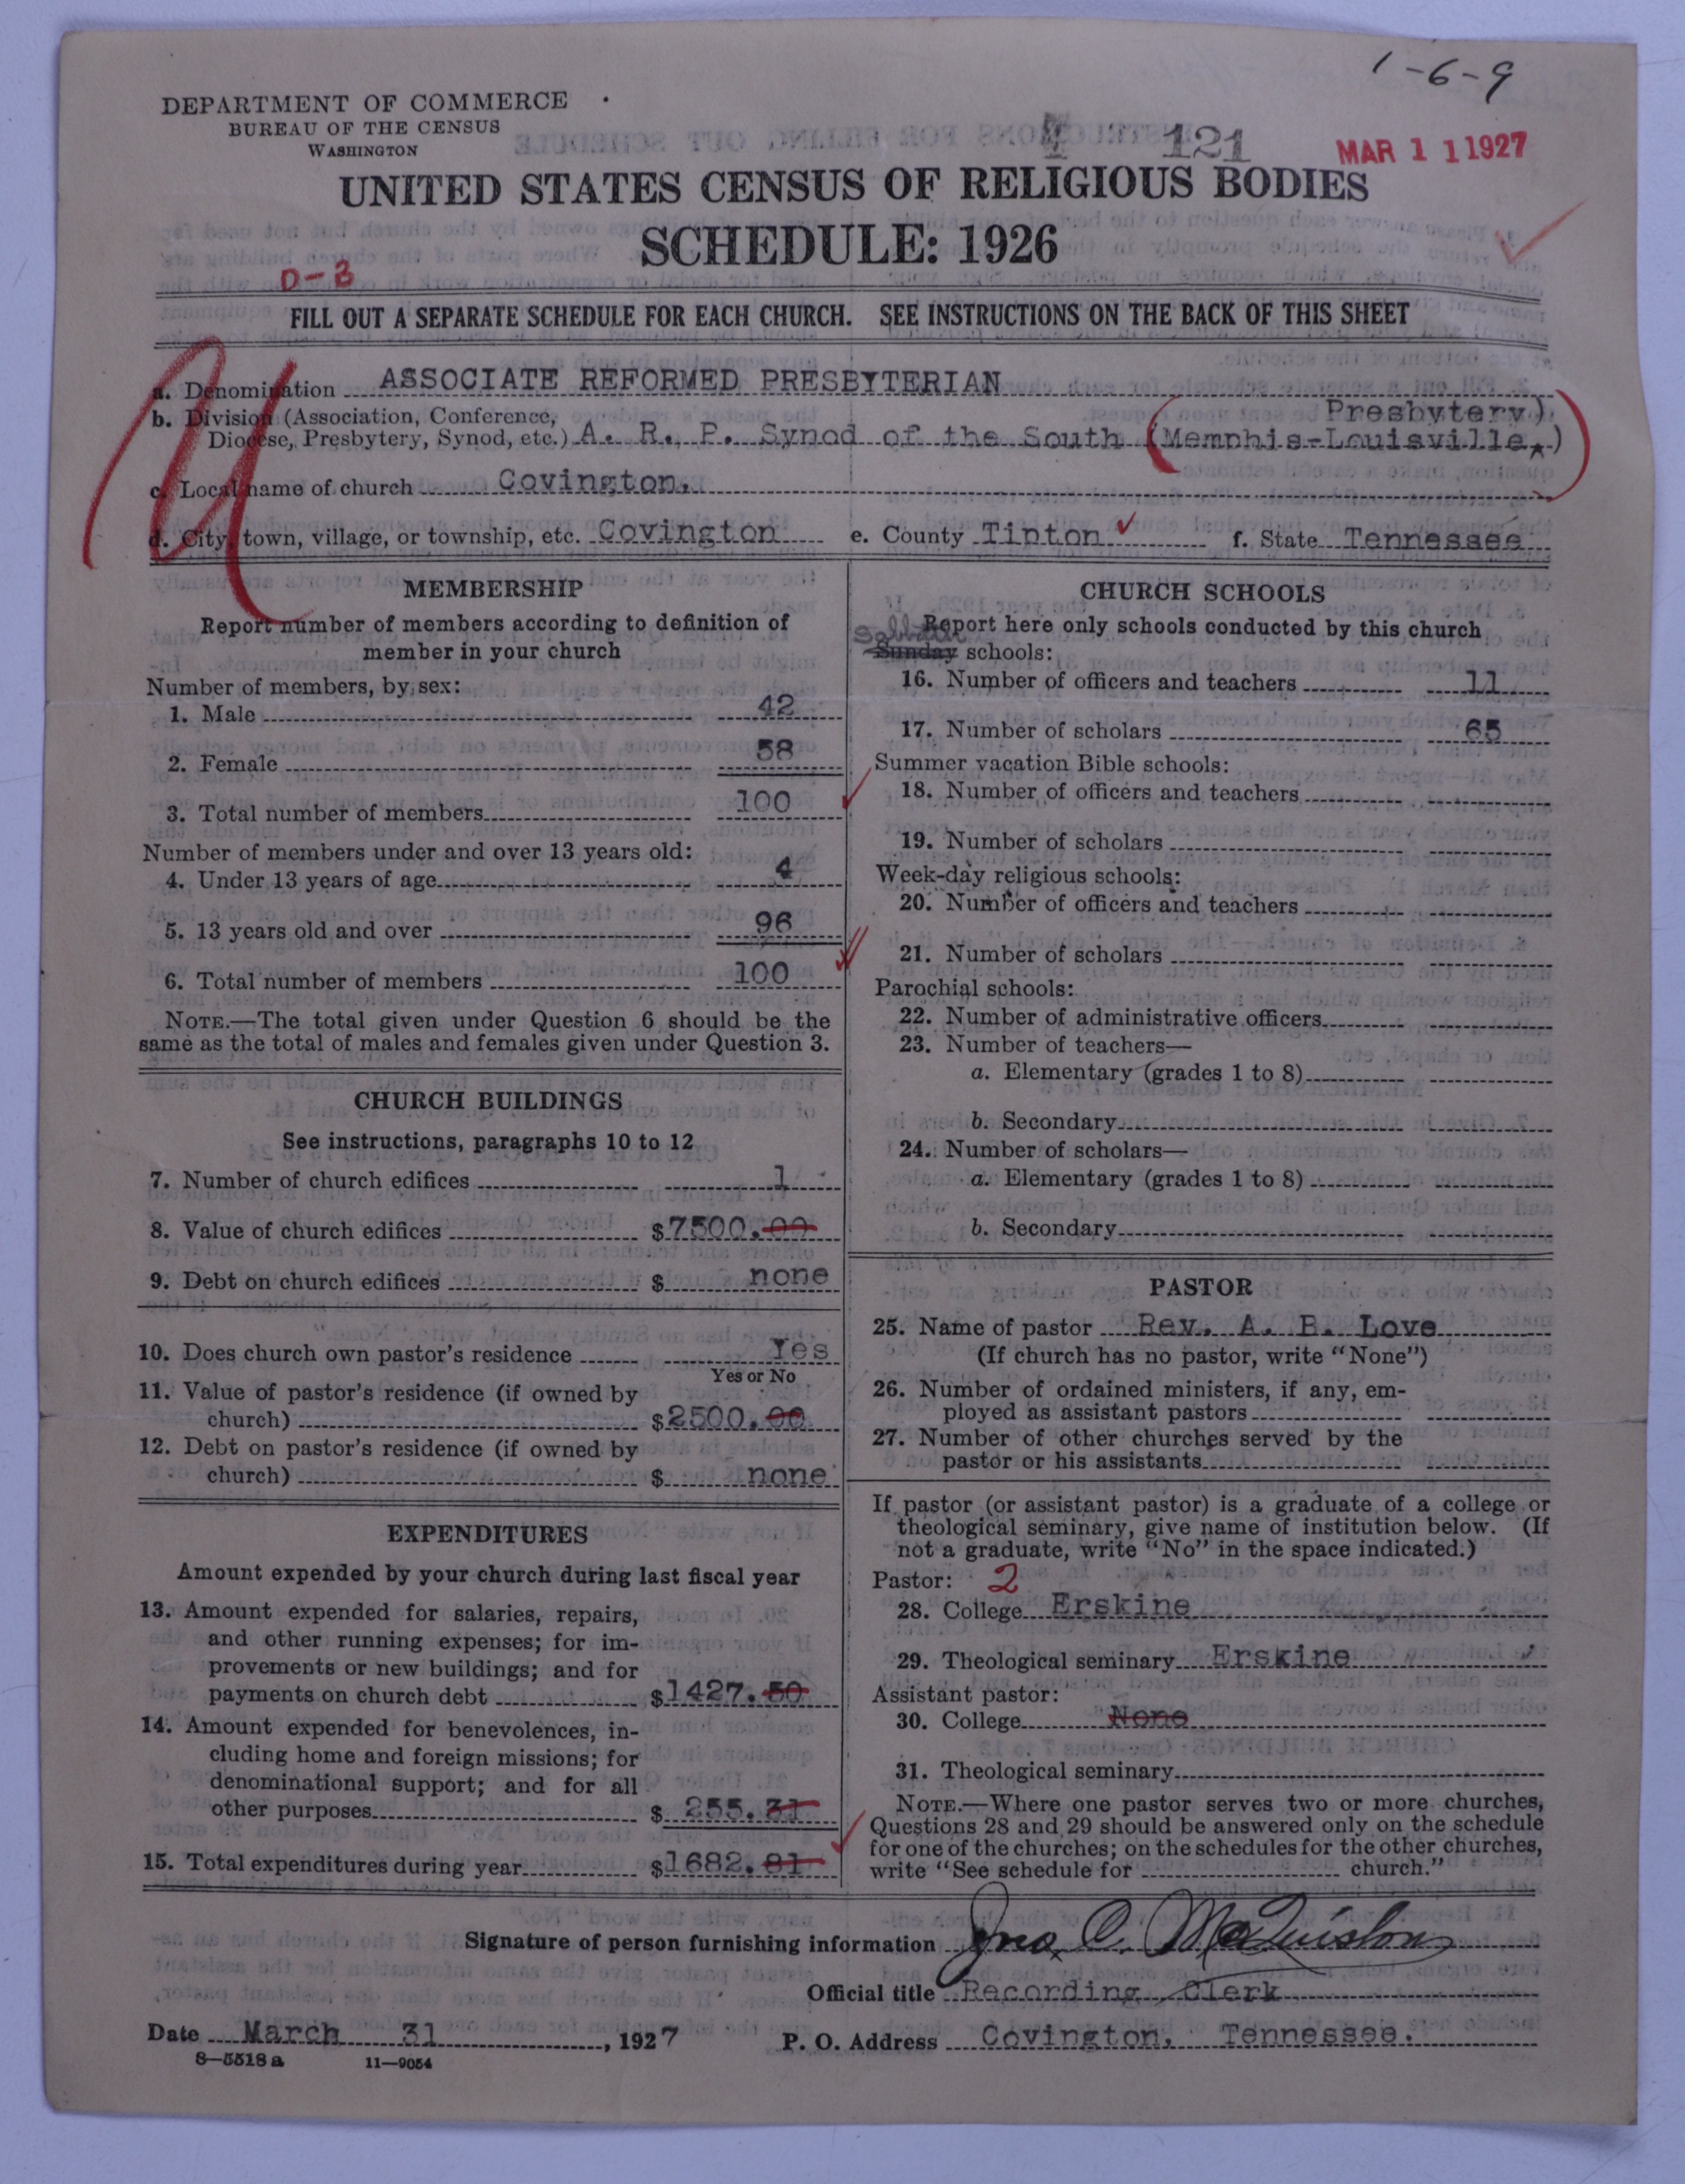 1-6-9
DEPARTMENT OF COMMERCE
BUREAU OF THE CENSUS
WASHINGTON
4 121
MAR 11 1927
UNITED STATES CENSUS OF RELIGIOUS BODIES
SCHEDULE: 1926
D-3
FILL OUT A SEPARATE SCHEDULE FOR EACH CHURCH. SEE INSTRUCTIONS ON THE BACK OF THIS SHEET
a. Denomination ASSOCIATE REFORMED PRESBYTERIAN
b. Division (Association, Conference, Presbytery)
Diocese, Presbytery, Synod, etc.) A. R. P. Synod of the South (Memphis-Louisville,)
c. Local name of church Covington.
d. City, town, village, or township, etc. Covington e. County Tipton f. State Tennessee
MEMBERSHIP
Report number of members according to definition of
member in your church
Number of members, by sex:
1. Male 42
2. Female 58
3. Total number of members 100
Number of members under and over 13 years old:
4. Under 13 years of age 4
5. 13 years old and over 96
6. Total number of members 100
NOTE.—The total given under Question 6 should be the
same as the total of males and females given under Question 3.
CHURCH BUILDINGS
See instructions, paragraphs 10 to 12
7. Number of church edifices 1
8. Value of church edifices $7500.00
9. Debt on church edifices $ none
10. Does church own pastor's residence Yes
Yes or No
11. Value of pastor's residence (if owned by
church) $2500.00
12. Debt on pastor's residence (if owned by
church) $ none
EXPENDITURES
Amount expended by your church during last fiscal year
13. Amount expended for salaries, repairs,
and other running expenses; for im-
provements or new buildings; and for
payments on church debt $1427.50
14. Amount expended for benevolences, in-
cluding home and foreign missions; for
denominational support; and for all
other purposes $ 255.31
15. Total expenditures during year $1682.81
CHURCH SCHOOLS
Report here only schools conducted by this church
Sabbath
Sunday schools:
16. Number of officers and teachers 11
17. Number of scholars 65
Summer vacation Bible schools:
18. Number of officers and teachers
19. Number of scholars
Week-day religious schools:
20. Number of officers and teachers
21. Number of scholars
Parochial schools:
22. Number of administrative officers
23. Number of teachers—
a. Elementary (grades 1 to 8)
b. Secondary
24. Number of scholars—
a. Elementary (grades 1 to 8)
b. Secondary
PASTOR
25. Name of pastor Rev. A. B. Love
(If church has no pastor, write "None")
26. Number of ordained ministers, if any, em-
ployed as assistant pastors
27. Number of other churches served by the
pastor or his assistants
If pastor (or assistant pastor) is a graduate of a college or
theological seminary, give name of institution below. (If
not a graduate, write "No" in the space indicated.)
Pastor: 2
28. College Erskine
29. Theological seminary Erskine
Assistant pastor:
30. College None
31. Theological seminary
NOTE.—Where one pastor serves two or more churches,
Questions 28 and 29 should be answered only on the schedule
for one of the churches; on the schedules for the other churches,
write "See schedule for church."
Signature of person furnishing information Jno. C. McQuiston
Official title Recording Clerk
Date March 31, 1927 P. O. Address Covington, Tennessee.
8—5518 a 11—9054